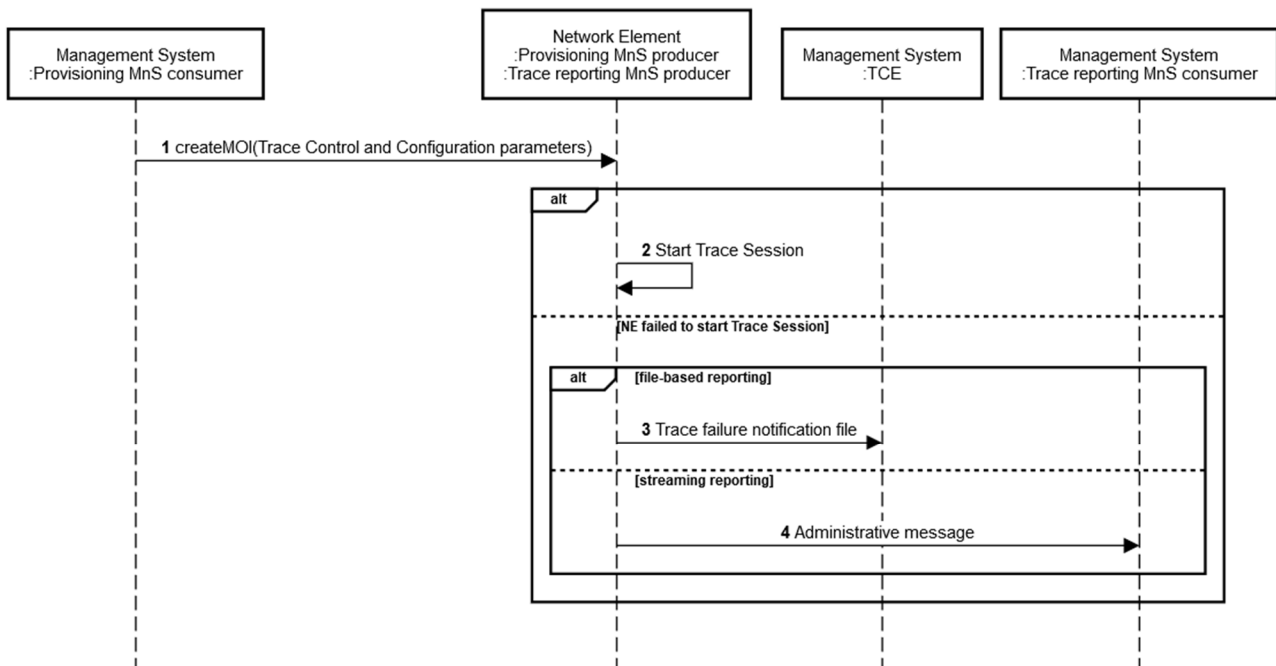 Management System
:Provisioning MnS consumer
Network Element
:Provisioning MnS producer
:Trace reporting MnS producer
Management System
:TCE
Management System
:Trace reporting MnS consumer
1 createMOI(Trace Control and Configuration parameters)
alt
2 Start Trace Session
[NE failed to start Trace Session]
alt
[file-based reporting]
3 Trace failure notification file
[streaming reporting]
4 Administrative message